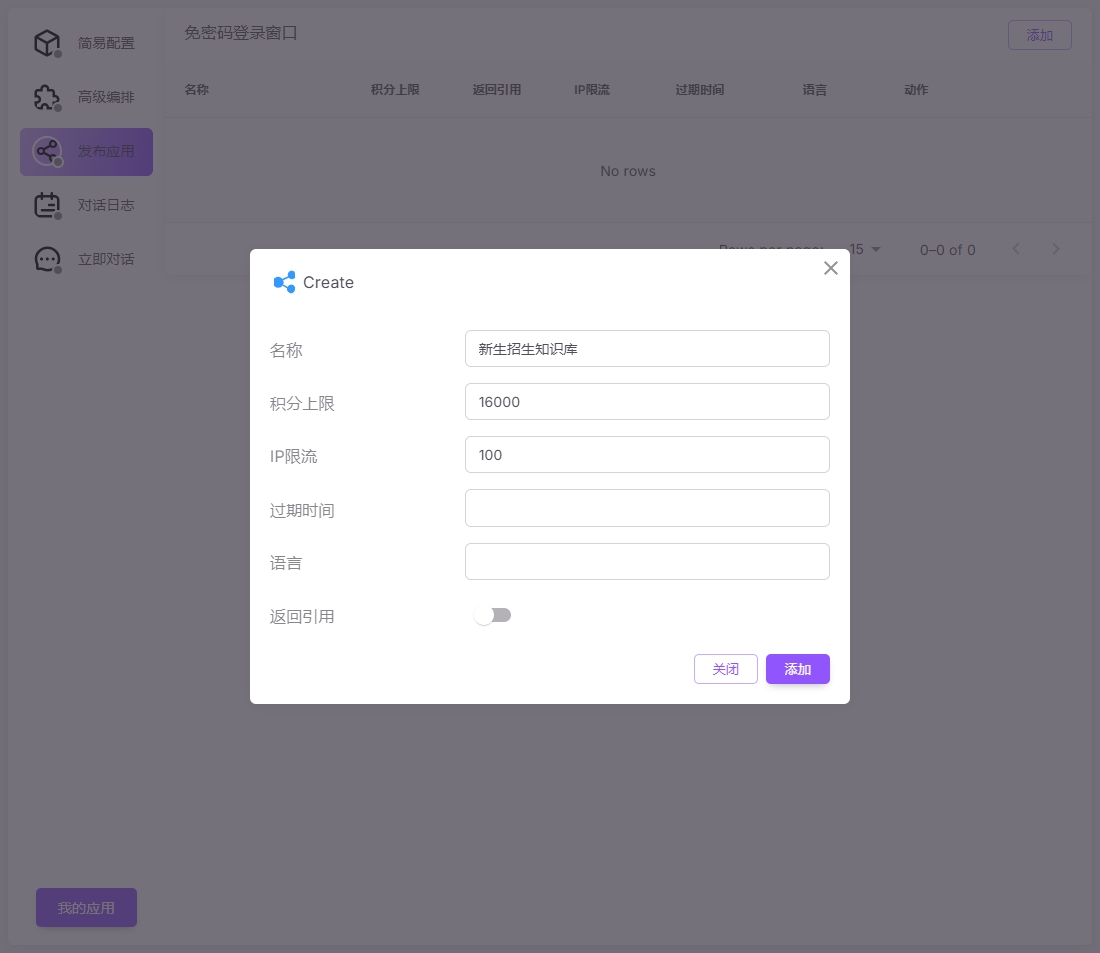 简易配置
高级编排
发布应用
对话日志
立即对话
我的应用
免密码登录窗口
添加
名称 积分上限 返回引用 IP限流 过期时间 语言 动作
No rows
Rows per page: 15 0–0 of 0
Create
名称 新生招生知识库
积分上限 16000
IP限流 100
过期时间
语言
返回引用
关闭 添加